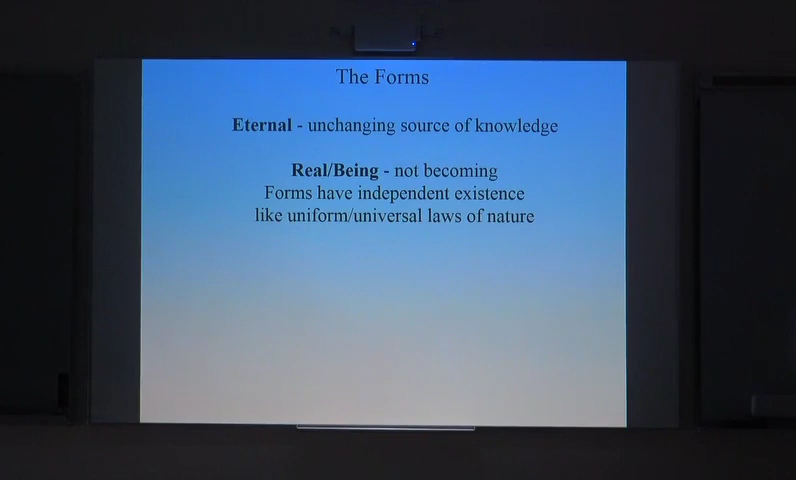 The Forms
Eternal - unchanging source of knowledge
Real/Being - not becoming
Forms have independent existence
like uniform/universal laws of nature